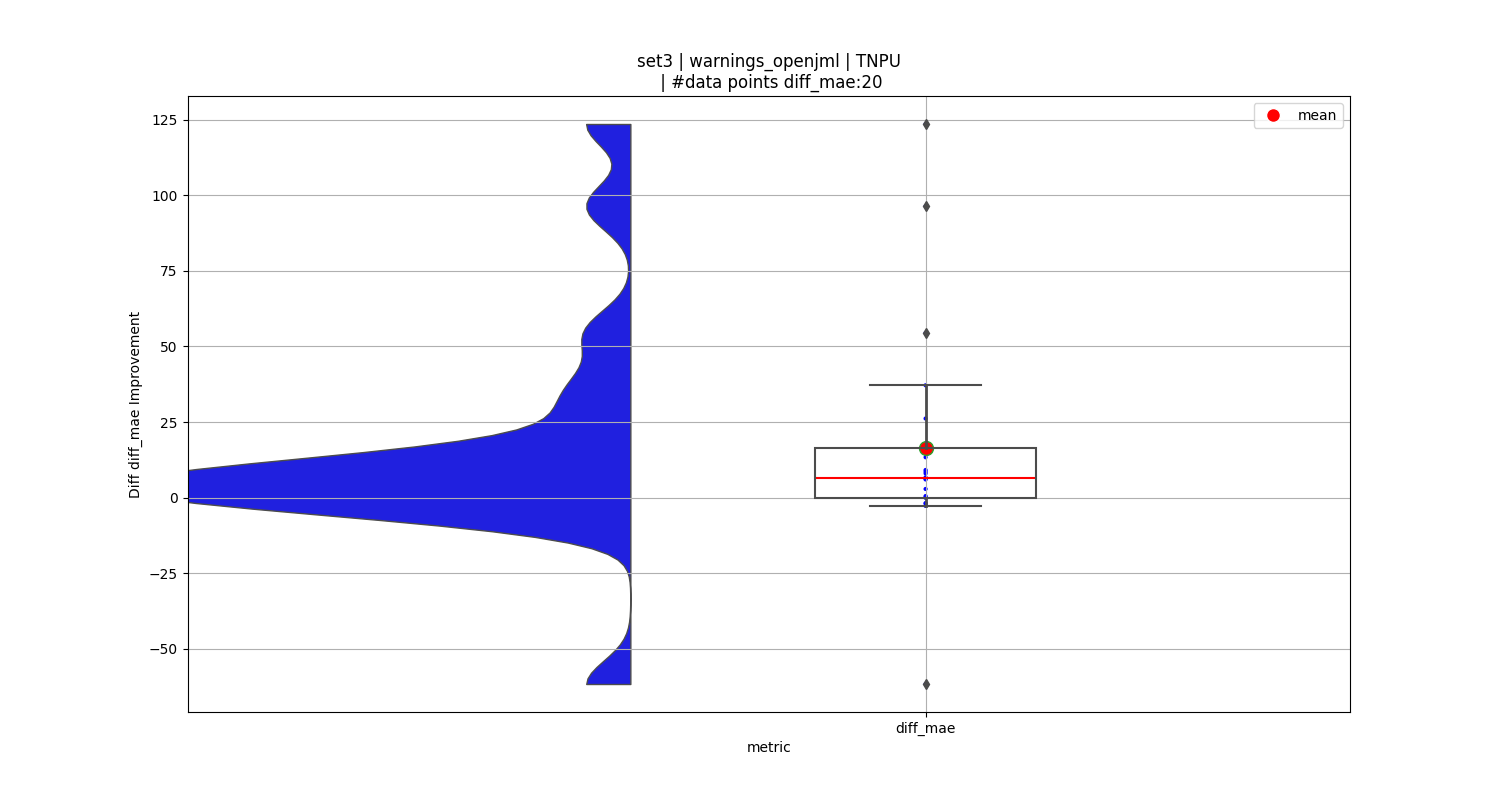 set3 | warnings_openjml | TNPU
| #data points diff_mae:20
mean
125
100
75
50
25
0
−25
−50
Diff diff_mae Improvement
diff_mae
metric